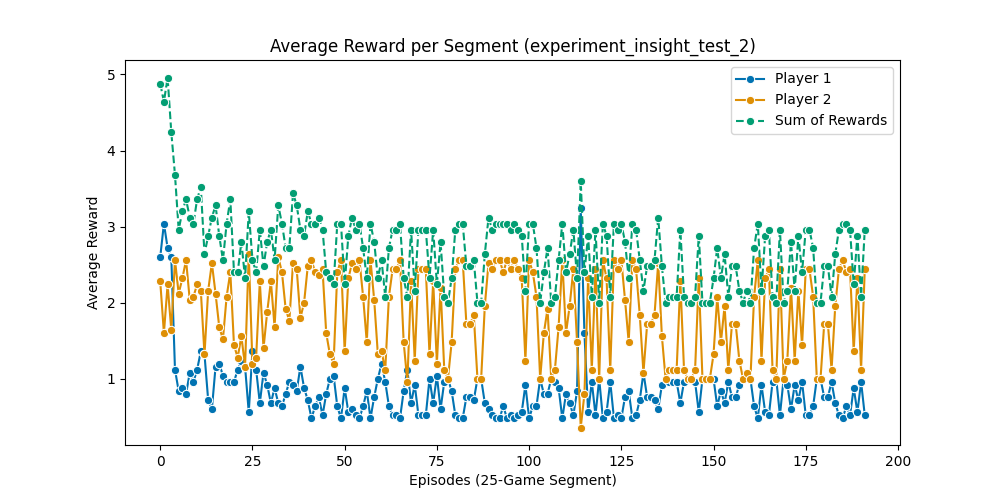 Average Reward per Segment (experiment_insight_test_2)
Player 1
Player 2
Sum of Rewards
Average Reward
5
4
3
2
1
0
25
50
75
100
125
150
175
200
Episodes (25-Game Segment)